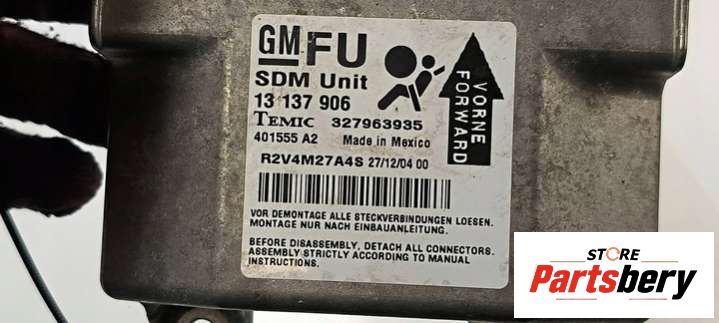 GM FU
SDM Unit
13 137 906
TEMIC 327963935
401555 A2 Made in Mexico
R2V4M27A4S 27/12/04 00
VORNE
FORWARD
VOR DEMONTAGE ALLE STECKVERBINDUNGEN LOESEN.
MONTAGE NUR NACH EINBAUANLEITUNG.
BEFORE DISASSEMBLY, DETACH ALL CONNECTORS.
ASSEMBLY STRICTLY ACCORDING TO MANUAL
INSTRUCTIONS.
STORE
Partsbery